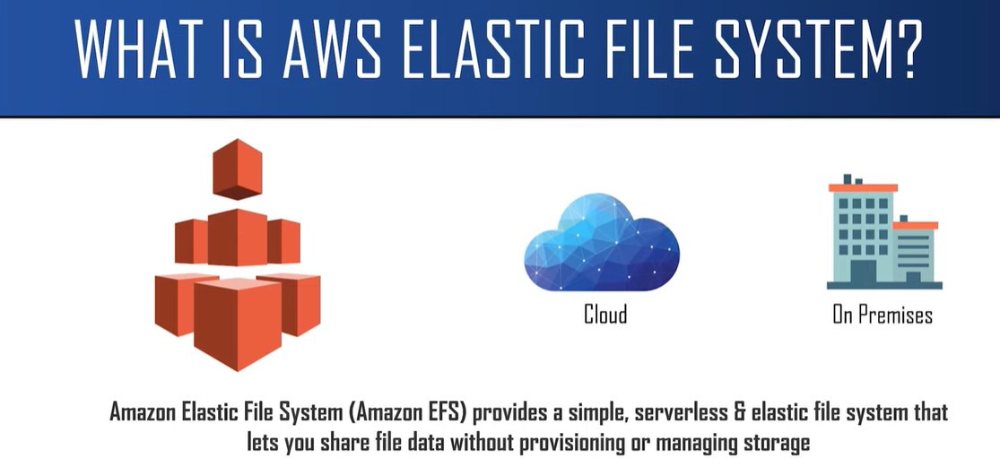 WHAT IS AWS ELASTIC FILE SYSTEM?
Cloud
On Premises
Amazon Elastic File System (Amazon EFS) provides a simple, serverless & elastic file system that
lets you share file data without provisioning or managing storage